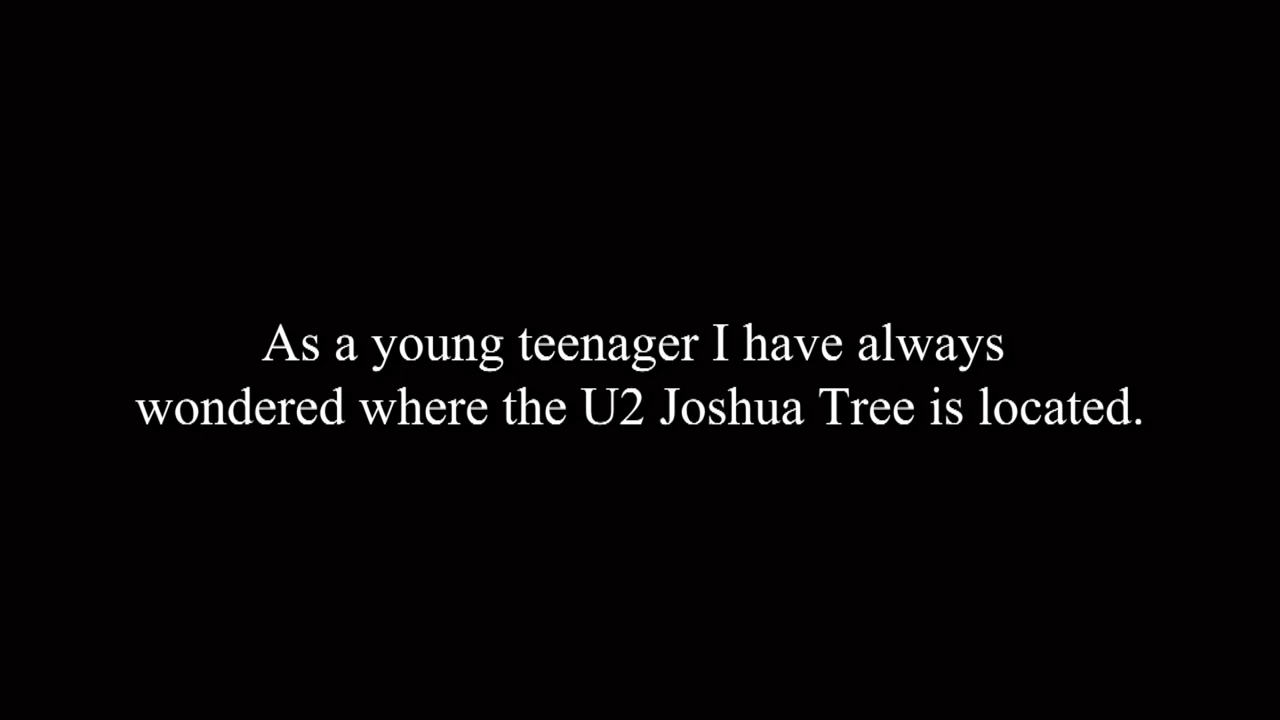 As a young teenager I have always
wondered where the U2 Joshua Tree is located.